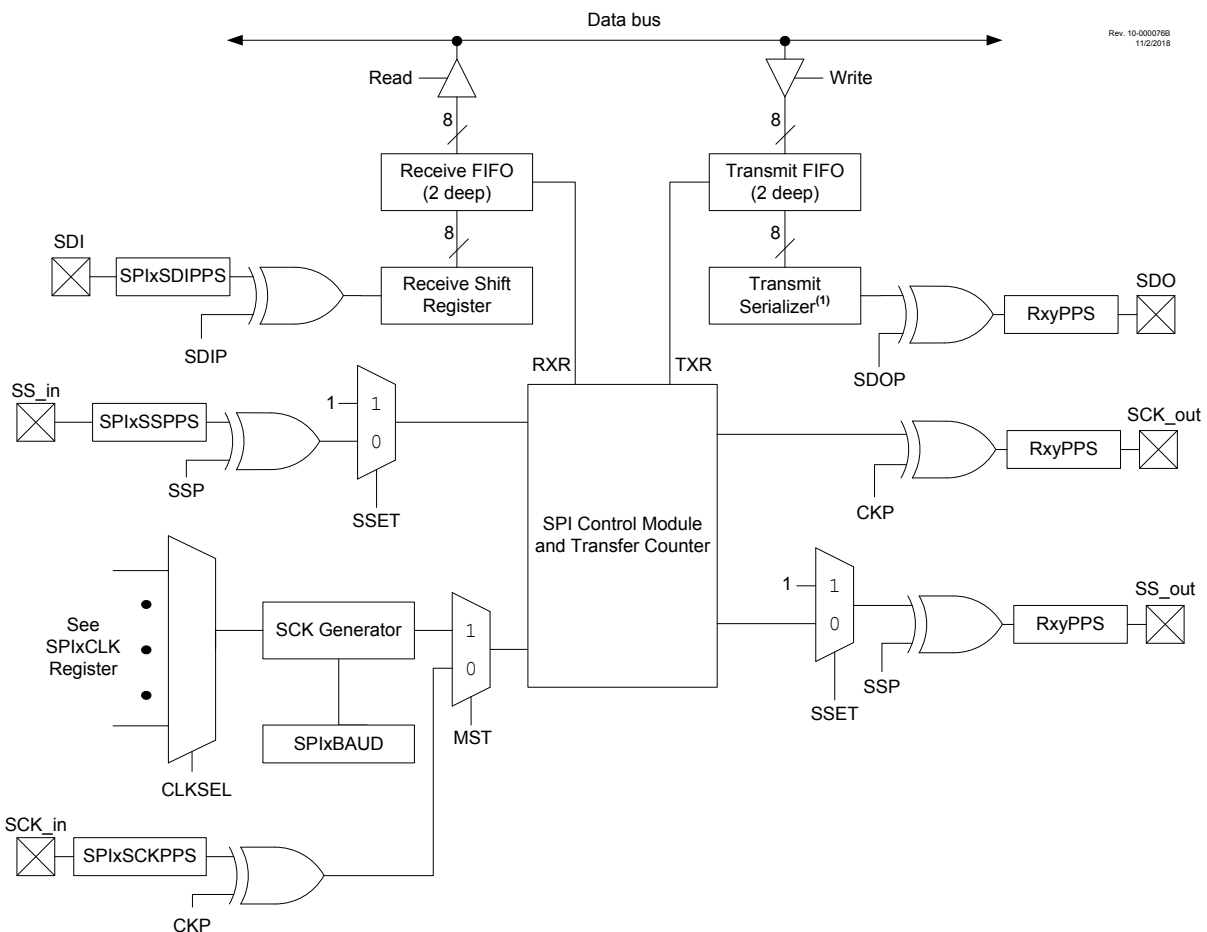 Data bus
Rev. 10-000076B
11/2/2018
Read
Write
8
8
Receive FIFO
(2 deep)
Transmit FIFO
(2 deep)
8
8
SDI
SPIxSDIPPS
Receive Shift
Register
Transmit
Serializer(1)
SDO
RxyPPS
SDIP
SDOP
RXR
TXR
SS_in
SPIxSSPPS
1
1
0
SSP
SSET
SCK_out
RxyPPS
CKP
SPI Control Module
and Transfer Counter
See
SPIxCLK
Register
SCK Generator
1
0
SPIxBAUD
MST
CLKSEL
1
1
0
SS_out
RxyPPS
SSP
SSET
SCK_in
SPIxSCKPPS
CKP